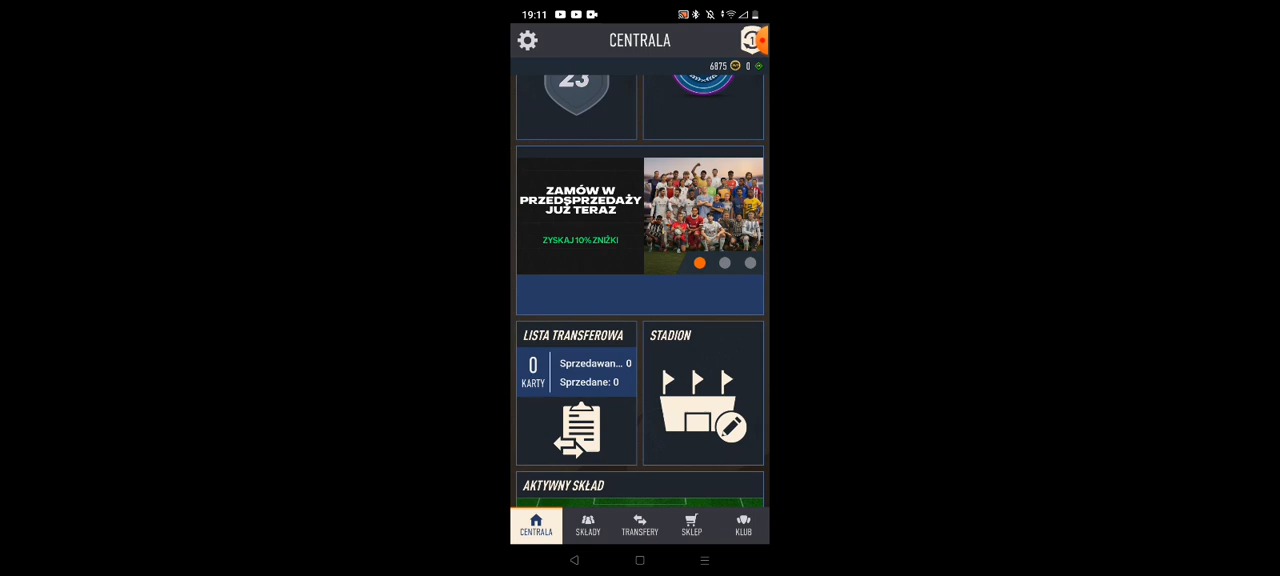 19:11
CENTRALA
1
6875 0
23
ZAMÓW W
PRZEDSPRZEDAŻY
JUŻ TERAZ
ZYSKAJ 10% ZNIŻKI
LISTA TRANSFEROWA
STADION
0
KARTY
Sprzedawan... 0
Sprzedane: 0
AKTYWNY SKŁAD
CENTRALA
SKŁADY
TRANSFERY
SKLEP
KLUB